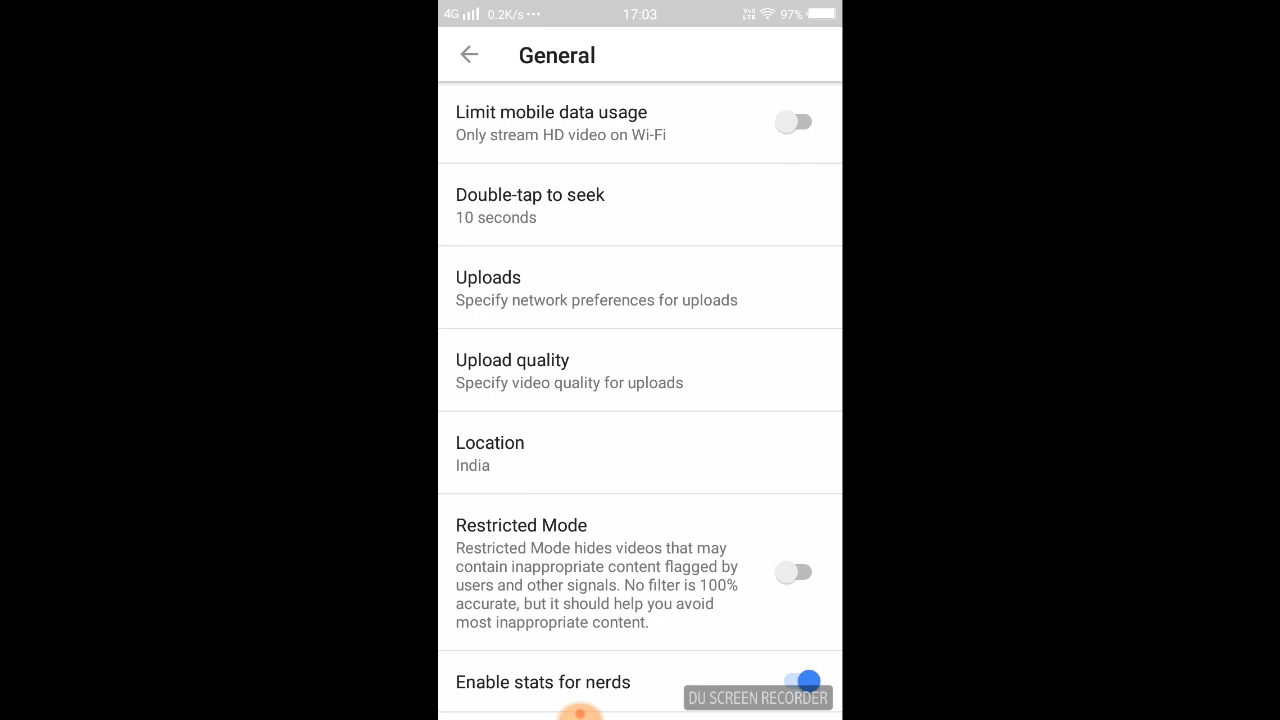 4G 0.2K/s ••• 17:03 VoD LTE 97%
General
Limit mobile data usage
Only stream HD video on Wi-Fi
Double-tap to seek
10 seconds
Uploads
Specify network preferences for uploads
Upload quality
Specify video quality for uploads
Location
India
Restricted Mode
Restricted Mode hides videos that may
contain inappropriate content flagged by
users and other signals. No filter is 100%
accurate, but it should help you avoid
most inappropriate content.
Enable stats for nerds
DU SCREEN RECORDER